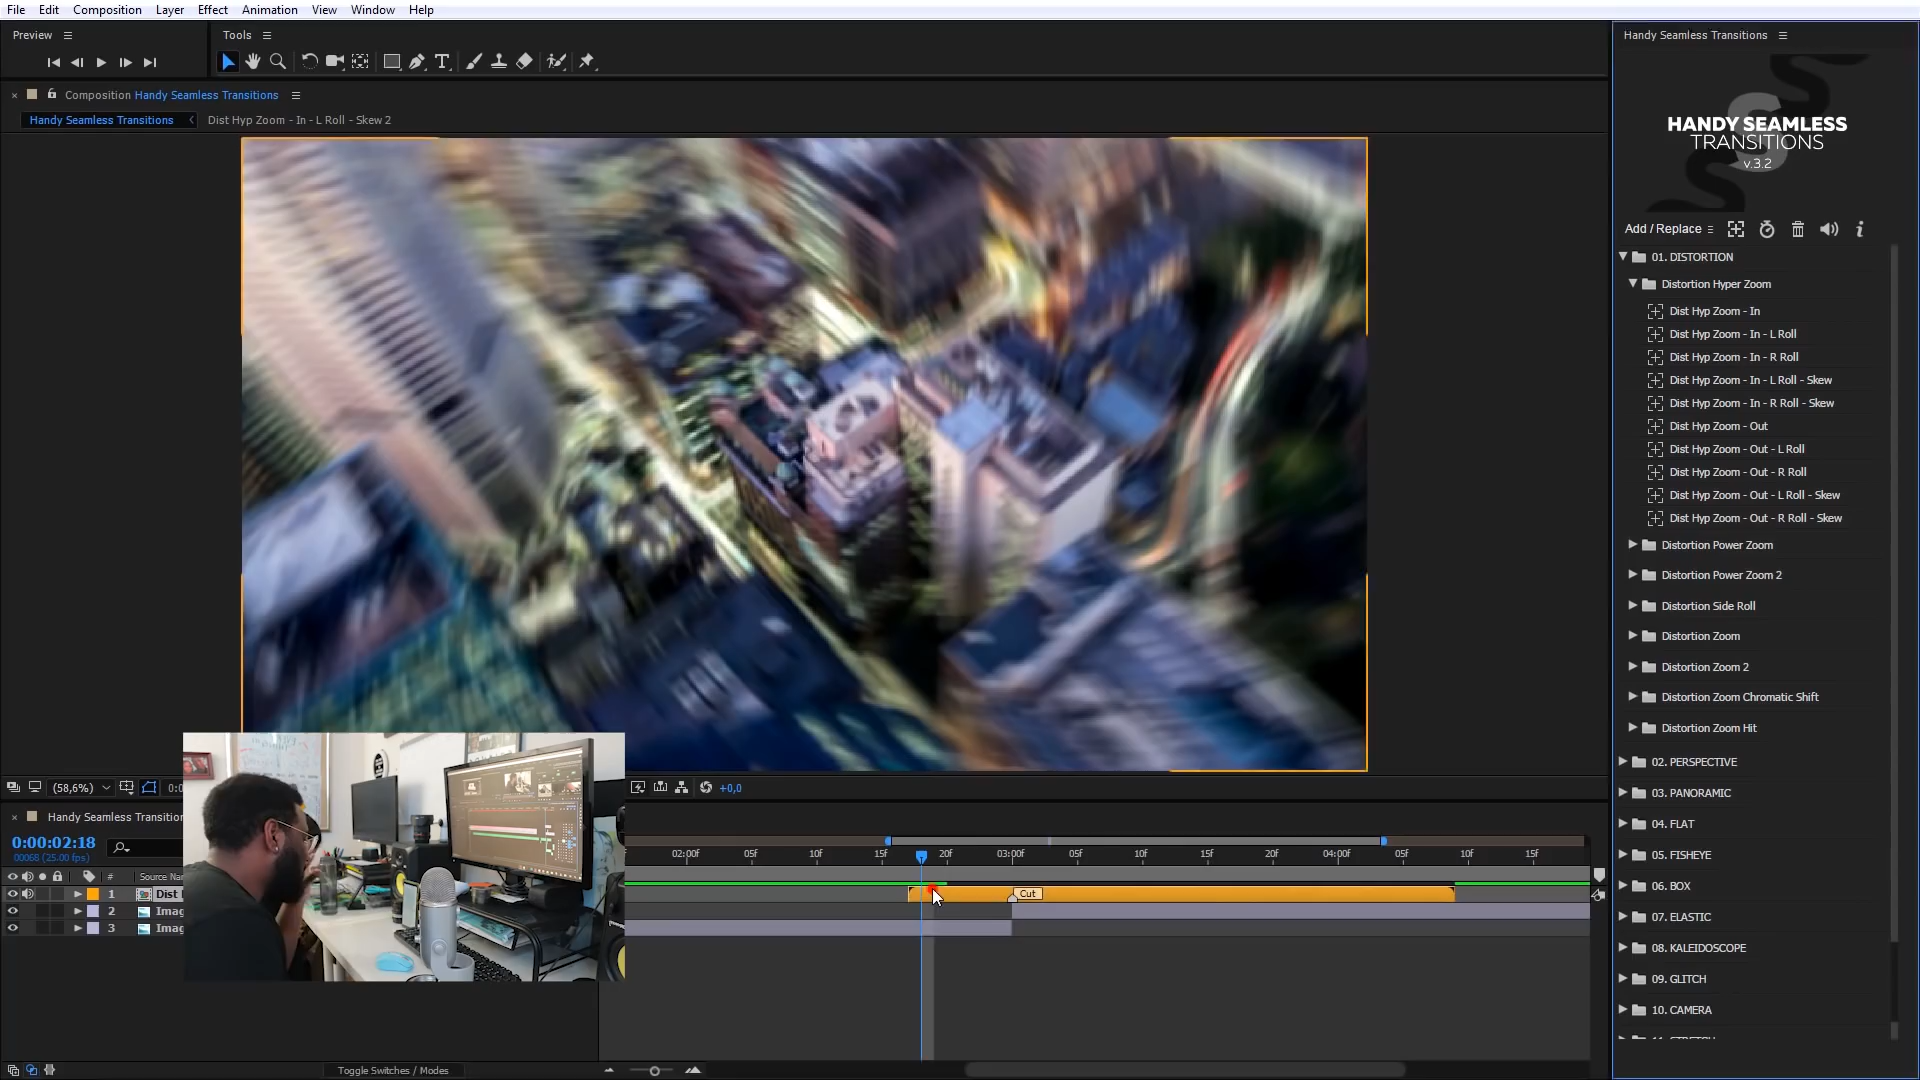 File Edit Composition Layer Effect Animation View Window Help
Preview
Tools
Handy Seamless Transitions
Composition Handy Seamless Transitions
Handy Seamless Transitions
Dist Hyp Zoom - In - L Roll - Skew 2
HANDY SEAMLESS
TRANSITIONS
v.3.2
Add / Replace
01. DISTORTION
Distortion Hyper Zoom
Dist Hyp Zoom - In
Dist Hyp Zoom - In - L Roll
Dist Hyp Zoom - In - R Roll
Dist Hyp Zoom - In - L Roll - Skew
Dist Hyp Zoom - In - R Roll - Skew
Dist Hyp Zoom - Out
Dist Hyp Zoom - Out - L Roll
Dist Hyp Zoom - Out - R Roll
Dist Hyp Zoom - Out - L Roll - Skew
Dist Hyp Zoom - Out - R Roll - Skew
Distortion Power Zoom
Distortion Power Zoom 2
Distortion Side Roll
Distortion Zoom
Distortion Zoom 2
Distortion Zoom Chromatic Shift
Distortion Zoom Hit
02. PERSPECTIVE
03. PANORAMIC
04. FLAT
05. FISHEYE
06. BOX
07. ELASTIC
08. KALEIDOSCOPE
09. GLITCH
10. CAMERA
(58,6%)
0:0
+0,0
Handy Seamless Transition
0:00:02:18
00068 (25.00 fps)
# Source Nam
1 Dist
2 Imag
3 Imag
02:00f 05f 10f 15f 20f 03:00f 05f 10f 15f 20f 04:00f 05f 10f 15f
Cut
Toggle Switches / Modes